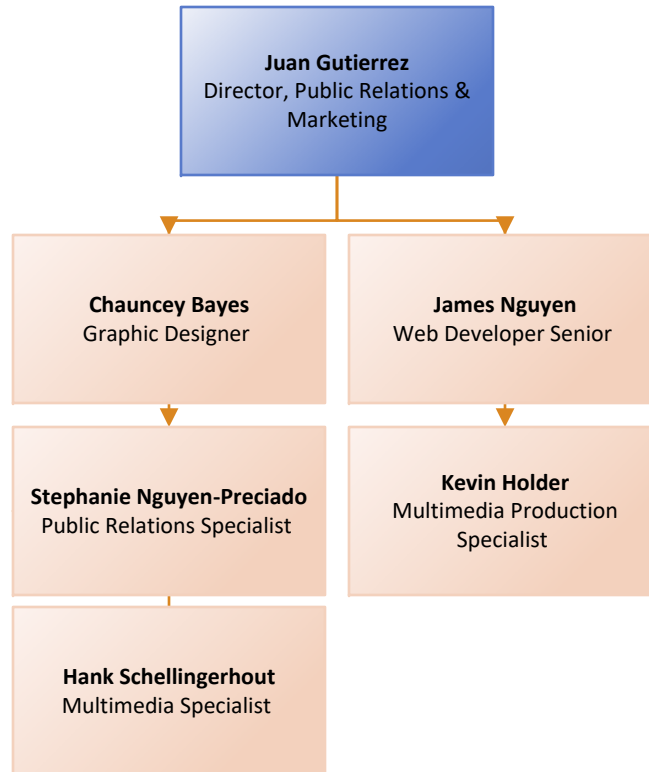 Juan Gutierrez
Director, Public Relations &
Marketing
Chauncey Bayes
Graphic Designer
James Nguyen
Web Developer Senior
Stephanie Nguyen-Preciado
Public Relations Specialist
Kevin Holder
Multimedia Production
Specialist
Hank Schellingerhout
Multimedia Specialist